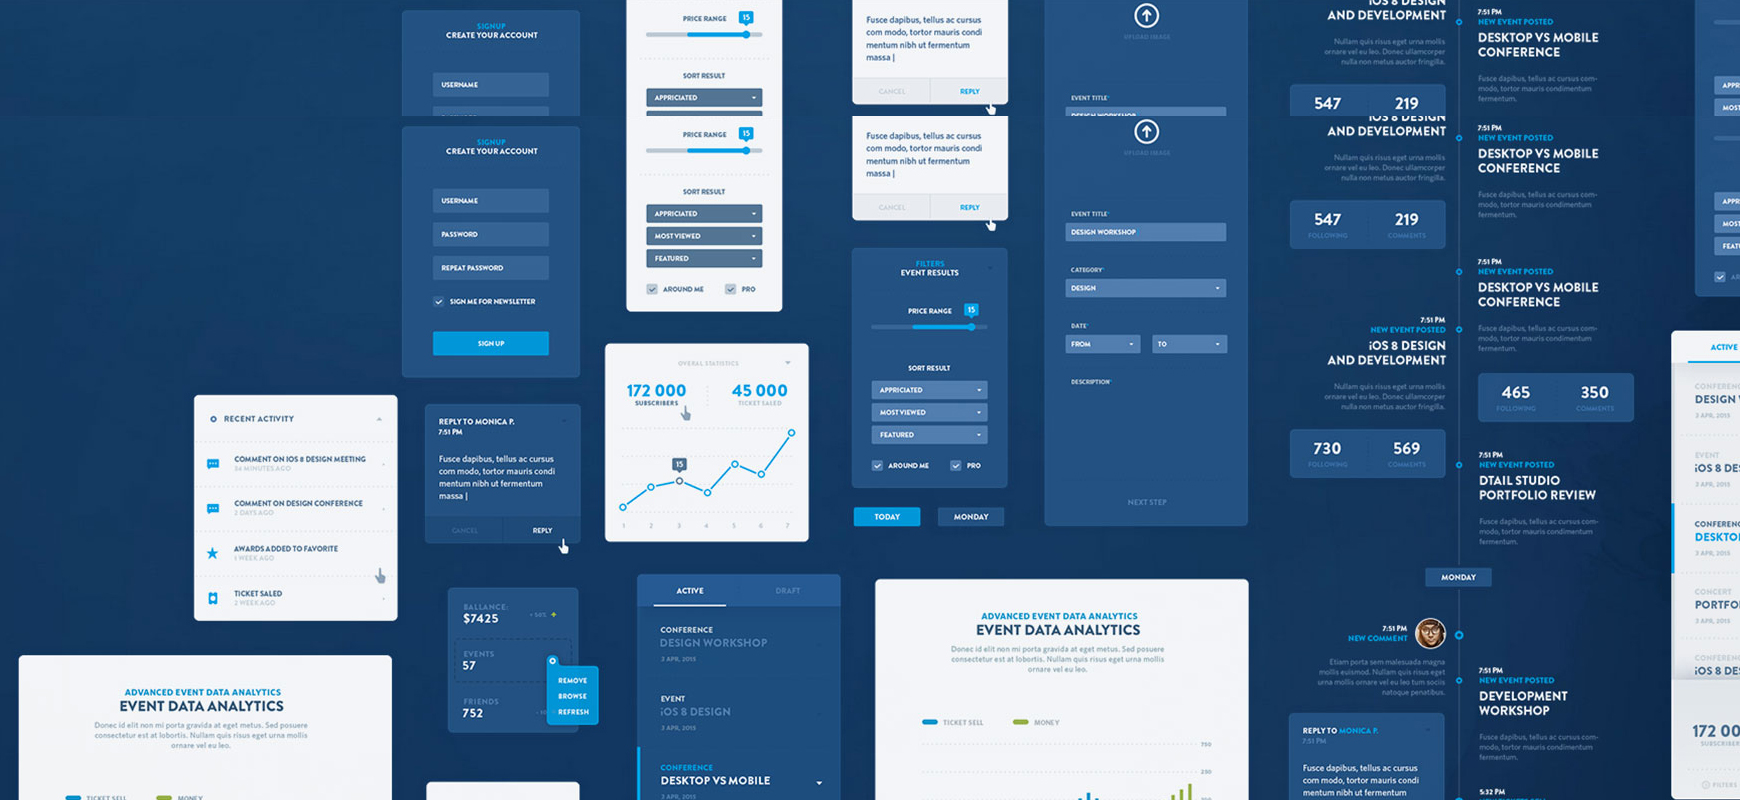 SIGNUP
CREATE YOUR ACCOUNT
USERNAME
PRICE RANGE
15
SORT RESULT
APPRICIATED
Fusce dapibus, tellus ac cursus
com modo, tortor mauris condi
mentum nibh ut fermentum
massa |
CANCEL
REPLY
UPLOAD IMAGE
EVENT TITLE*
DESIGN WORKSHOP
iOS 8 DESIGN
AND DEVELOPMENT
Nullam quis risus eget urna mollis
ornare vel eu leo. Donec ullamcorper
nulla non metus auctor fringilla.
547
219
7:51 PM
NEW EVENT POSTED
DESKTOP VS MOBILE
CONFERENCE
Fusce dapibus, tellus ac cursus com-
modo, tortor mauris condimentum
fermentum.
SIGNUP
CREATE YOUR ACCOUNT
USERNAME
PASSWORD
REPEAT PASSWORD
SIGN ME FOR NEWSLETTER
SIGN UP
PRICE RANGE
15
SORT RESULT
APPRICIATED
MOST VIEWED
FEATURED
AROUND ME
PRO
Fusce dapibus, tellus ac cursus
com modo, tortor mauris condi
mentum nibh ut fermentum
massa |
CANCEL
REPLY
FILTERS
EVENT RESULTS
PRICE RANGE
15
SORT RESULT
APPRICIATED
MOST VIEWED
FEATURED
AROUND ME
PRO
TODAY
MONDAY
UPLOAD IMAGE
EVENT TITLE*
DESIGN WORKSHOP
CATEGORY*
DESIGN
DATE*
FROM
TO
DESCRIPTION*
NEXT STEP
iOS 8 DESIGN
AND DEVELOPMENT
Nullam quis risus eget urna mollis
ornare vel eu leo. Donec ullamcorper
nulla non metus auctor fringilla.
547
219
FOLLOWING
COMMENTS
7:51 PM
NEW EVENT POSTED
DESKTOP VS MOBILE
CONFERENCE
Fusce dapibus, tellus ac cursus com-
modo, tortor mauris condimentum
fermentum.
7:51 PM
NEW EVENT POSTED
DESKTOP VS MOBILE
CONFERENCE
Fusce dapibus, tellus ac cursus com-
modo, tortor mauris condimentum
fermentum.
465
350
FOLLOWING
COMMENTS
7:51 PM
NEW EVENT POSTED
iOS 8 DESIGN
AND DEVELOPMENT
Nullam quis risus eget urna mollis
ornare vel eu leo. Donec ullamcorper
nulla non metus auctor fringilla.
730
569
FOLLOWING
COMMENTS
7:51 PM
NEW EVENT POSTED
DTAIL STUDIO
PORTFOLIO REVIEW
Fusce dapibus, tellus ac cursus com-
modo, tortor mauris condimentum
fermentum.
MONDAY
7:51 PM
NEW COMMENT
Etiam porta sem malesuada magna
mollis euismod. Nullam quis risus eget
urna mollis ornare vel eu leo tum sociis
natoque penatibus.
7:51 PM
NEW EVENT POSTED
DEVELOPMENT
WORKSHOP
Fusce dapibus, tellus ac cursus com-
modo, tortor mauris condimentum
fermentum.
5:32 PM
REPLY TO MONICA P.
7:51 PM
Fusce dapibus, tellus ac cursus
com modo, tortor mauris condi
mentum nibh ut fermentum
RECENT ACTIVITY
COMMENT ON IOS 8 DESIGN MEETING
34 MINUTES AGO
COMMENT ON DESIGN CONFERENCE
2 DAYS AGO
AWARDS ADDED TO FAVORITE
1 WEEK AGO
TICKET SALED
2 WEEK AGO
REPLY TO MONICA P.
7:51 PM
Fusce dapibus, tellus ac cursus
com modo, tortor mauris condi
mentum nibh ut fermentum
massa |
CANCEL
REPLY
OVERAL STATISTICS
172 000
SUBSCRIBERS
45 000
TICKET SALED
15
1 2 3 4 5 6 7
BALLANCE:
$7425
EVENTS
57
FRIENDS
752
REMOVE
BROWSE
REFRESH
ACTIVE
DRAFT
CONFERENCE
DESIGN WORKSHOP
3 APR, 2015
EVENT
iOS 8 DESIGN
3 APR, 2015
CONFERENCE
DESKTOP VS MOBILE
3 APR, 2015
ADVANCED EVENT DATA ANALYTICS
EVENT DATA ANALYTICS
Donec id elit non mi porta gravida at eget metus. Sed posuere
consectetur est at lobortis. Nullam quis risus eget urna mollis
ornare vel eu leo.
TICKET SELL
MONEY
ADVANCED EVENT DATA ANALYTICS
EVENT DATA ANALYTICS
Donec id elit non mi porta gravida at eget metus. Sed posuere
consectetur est at lobortis. Nullam quis risus eget urna mollis
ornare vel eu leo.
TICKET SELL
MONEY
750
250
ACTIVE
DESIGN
3 APR, 2015
EVENT
iOS 8 DES
3 APR, 2015
CONFERENC
DESKTO
3 APR, 2015
CONCERT
PORTFO
3 APR, 2015
iOS 8 DES
172 00
FILTERS